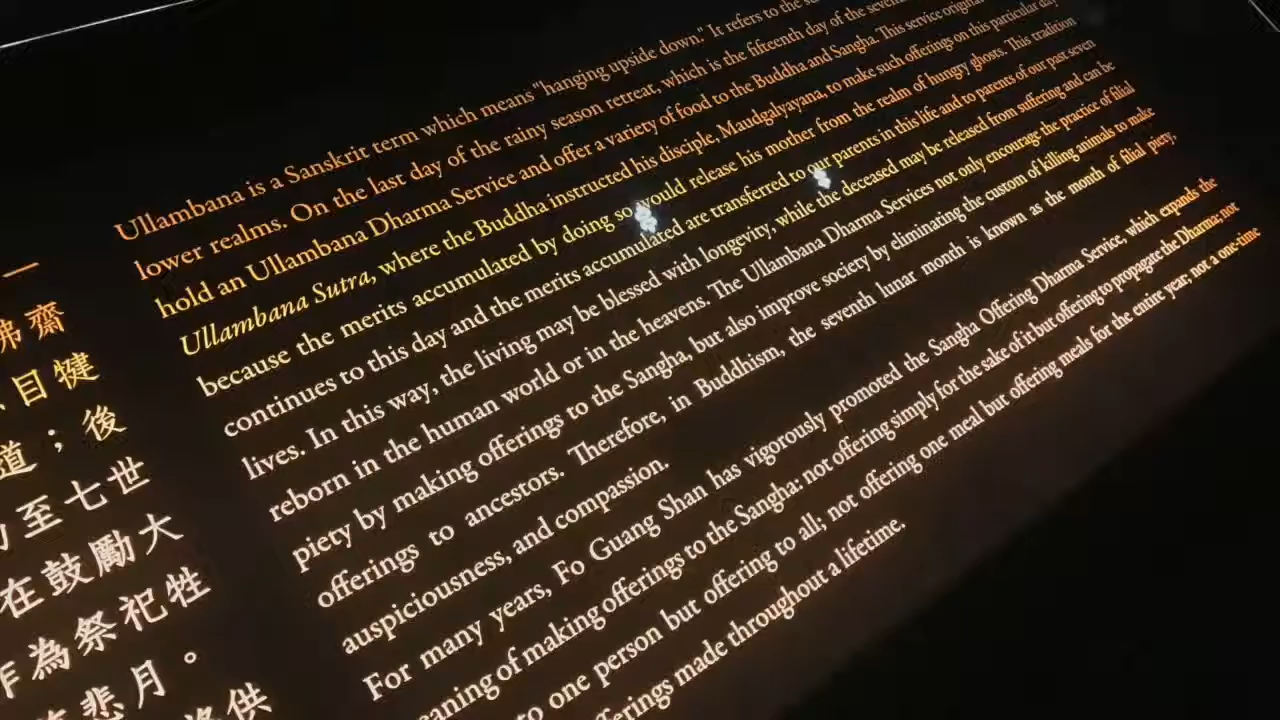 一
佛齋
目犍
道；後
至七世
在鼓勵大
作為祭祀牲
悲月。
供
Ullambana is a Sanskrit term which means "hanging upside down." It refers to the
lower realms. On the last day of the rainy season retreat, which is the fifteenth day of the
hold an Ullambana Dharma Service and offer a variety of food to the Buddha and Sangha. This service
Ullambana Sutra, where the Buddha instructed his disciple, Maudgalyayana, to make such offerings on this particular day
because the merits accumulated by doing so would release his mother from the realm of hungry ghosts. This tradition
continues to this day and the merits accumulated are transferred to our parents in this life and to parents of our past seven
lives. In this way, the living may be blessed with longevity, while the deceased may be released from suffering and can be
reborn in the human world or in the heavens. The Ullambana Dharma Services not only encourage the practice of filial
piety by making offerings to the Sangha, but also improve society by eliminating the custom of killing animals to make
offerings to ancestors. Therefore, in Buddhism, the seventh lunar month is known as the month of filial piety,
auspiciousness, and compassion.
For many years, Fo Guang Shan has vigorously promoted the Sangha Offering Dharma Service, which expands the
aning of making offerings to the Sangha: not offering simply for the sake of it but offering to propagate the Dharma; not
to one person but offering to all; not offering one meal but offering meals for the entire year; not a one-time
ferings made throughout a lifetime.